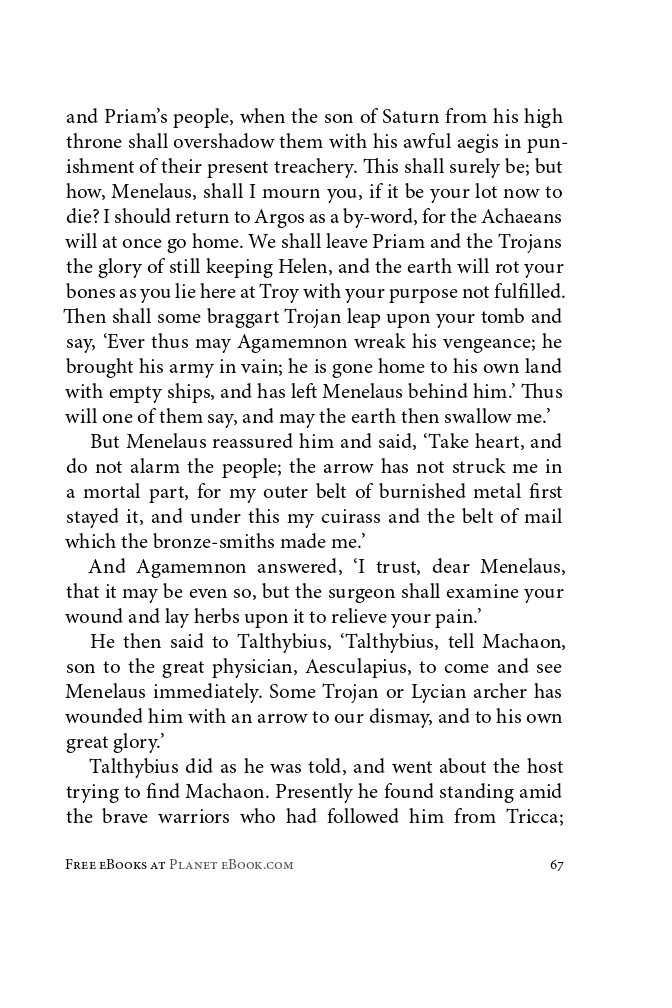 and Priam’s people, when the son of Saturn from his high
throne shall overshadow them with his awful aegis in pun-
ishment of their present treachery. This shall surely be; but
how, Menelaus, shall I mourn you, if it be your lot now to
die? I should return to Argos as a by-word, for the Achaeans
will at once go home. We shall leave Priam and the Trojans
the glory of still keeping Helen, and the earth will rot your
bones as you lie here at Troy with your purpose not fulfilled.
Then shall some braggart Trojan leap upon your tomb and
say, ‘Ever thus may Agamemnon wreak his vengeance; he
brought his army in vain; he is gone home to his own land
with empty ships, and has left Menelaus behind him.’ Thus
will one of them say, and may the earth then swallow me.’
But Menelaus reassured him and said, ‘Take heart, and
do not alarm the people; the arrow has not struck me in
a mortal part, for my outer belt of burnished metal first
stayed it, and under this my cuirass and the belt of mail
which the bronze-smiths made me.’
And Agamemnon answered, ‘I trust, dear Menelaus,
that it may be even so, but the surgeon shall examine your
wound and lay herbs upon it to relieve your pain.’
He then said to Talthybius, ‘Talthybius, tell Machaon,
son to the great physician, Aesculapius, to come and see
Menelaus immediately. Some Trojan or Lycian archer has
wounded him with an arrow to our dismay, and to his own
great glory.’
Talthybius did as he was told, and went about the host
trying to find Machaon. Presently he found standing amid
the brave warriors who had followed him from Tricca;
Free eBooks at Planet eBook.com 67